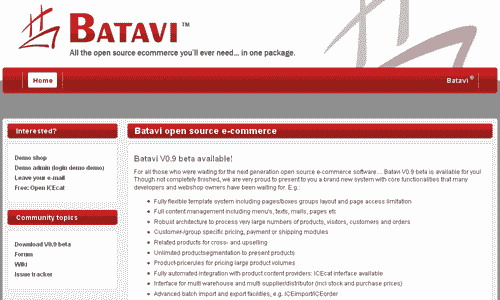 BATAVI™
All the open source ecommerce you'll ever need... in one package.
Home
Batavi ®
Interested?
Demo shop
Demo admin (login demo demo)
Leave your e-mail
Free: Open ICEcat
Community topics
Download V0.9 beta
Forum
Wiki
Issue tracker
Batavi open source e-commerce
Batavi V0.9 beta available!
For all those who were waiting for the next generation open source e-commerce software.... Batavi V0.9 beta is available for you!
Though not completely finished, we are very proud to present to you a brand new system with core functionalities that many
developers and webshop owners have been waiting for. E.g.:
Fully flexible template system including pages/boxes groups layout and page access limitation
Full content management including menu's, texts, mails, pages etc
Robust architecture to process very large numbers of products, visitors, customers and orders
Customer/group specific pricing, payment or shipping modules
Related products for cross- and upselling
Unlimited productsegmentation to present products
Product-pricerules for pricing large product volumes
Fully automated integration with product content providers: ICEcat interface available
Interface for multi warehouse and multi supplier/distributor (incl stock and purchase prices)
Advanced batch import and export facilities, e.g. ICEimport/ICEorder